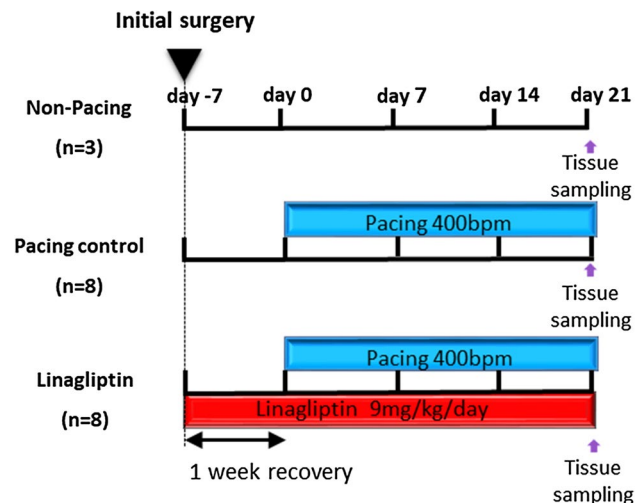 Initial surgery
day -7 day 0 day 7 day 14 day 21
Non-Pacing
(n=3)
Tissue
sampling
Pacing 400bpm
Pacing control
(n=8)
Tissue
sampling
Pacing 400bpm
Linagliptin
(n=8)
Linagliptin 9mg/kg/day
1 week recovery
Tissue
sampling